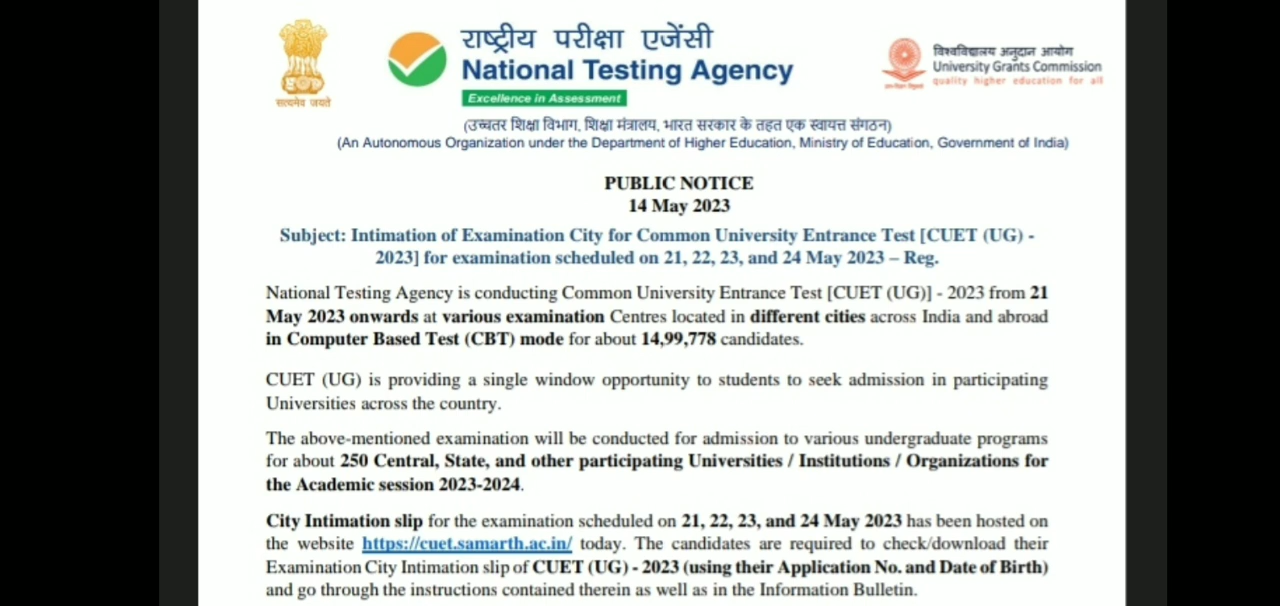 राष्ट्रीय परीक्षा एजेंसी
National Testing Agency
Excellence in Assessment
सत्यमेव जयते
विश्वविद्यालय अनुदान आयोग
University Grants Commission
quality higher education for all
(उच्चतर शिक्षा विभाग, शिक्षा मंत्रालय, भारत सरकार के तहत एक स्वायत्त संगठन)
(An Autonomous Organization under the Department of Higher Education, Ministry of Education, Government of India)
PUBLIC NOTICE
14 May 2023
Subject: Intimation of Examination City for Common University Entrance Test [CUET (UG) -
2023] for examination scheduled on 21, 22, 23, and 24 May 2023 – Reg.
National Testing Agency is conducting Common University Entrance Test [CUET (UG)] - 2023 from 21
May 2023 onwards at various examination Centres located in different cities across India and abroad
in Computer Based Test (CBT) mode for about 14,99,778 candidates.
CUET (UG) is providing a single window opportunity to students to seek admission in participating
Universities across the country.
The above-mentioned examination will be conducted for admission to various undergraduate programs
for about 250 Central, State, and other participating Universities / Institutions / Organizations for
the Academic session 2023-2024.
City Intimation slip for the examination scheduled on 21, 22, 23, and 24 May 2023 has been hosted on
the website https://cuet.samarth.ac.in/ today. The candidates are required to check/download their
Examination City Intimation slip of CUET (UG) - 2023 (using their Application No. and Date of Birth)
and go through the instructions contained therein as well as in the Information Bulletin.